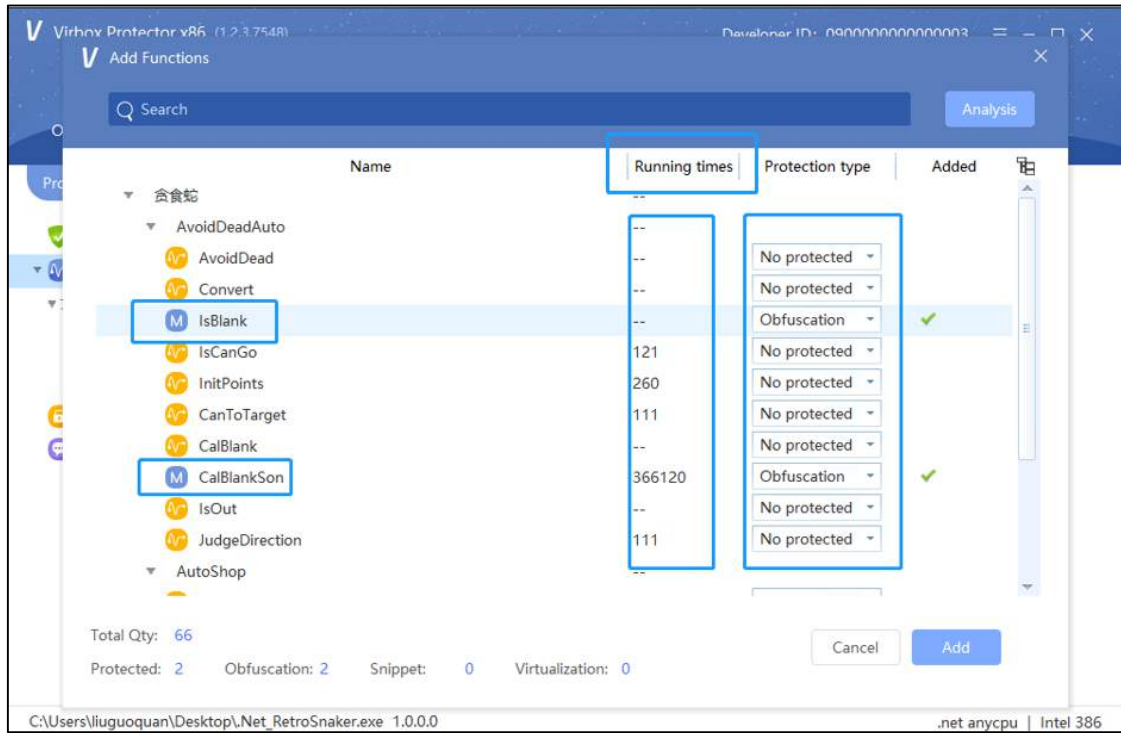 V Virbox Protector x86 (1.2.3.7548) Developer ID: 0900000000000003
V Add Functions
Search Analysis
Name Running times Protection type Added
贪食蛇 --
AvoidDeadAuto --
AvoidDead -- No protected
Convert -- No protected
M IsBlank -- Obfuscation
IsCanGo 121 No protected
InitPoints 260 No protected
CanToTarget 111 No protected
CalBlank -- No protected
M CalBlankSon 366120 Obfuscation
IsOut -- No protected
JudgeDirection 111 No protected
AutoShop --
Total Qty: 66
Cancel Add
Protected: 2 Obfuscation: 2 Snippet: 0 Virtualization: 0
C:\Users\liuguoquan\Desktop\.Net_RetroSnaker.exe 1.0.0.0 .net anycpu | Intel 386